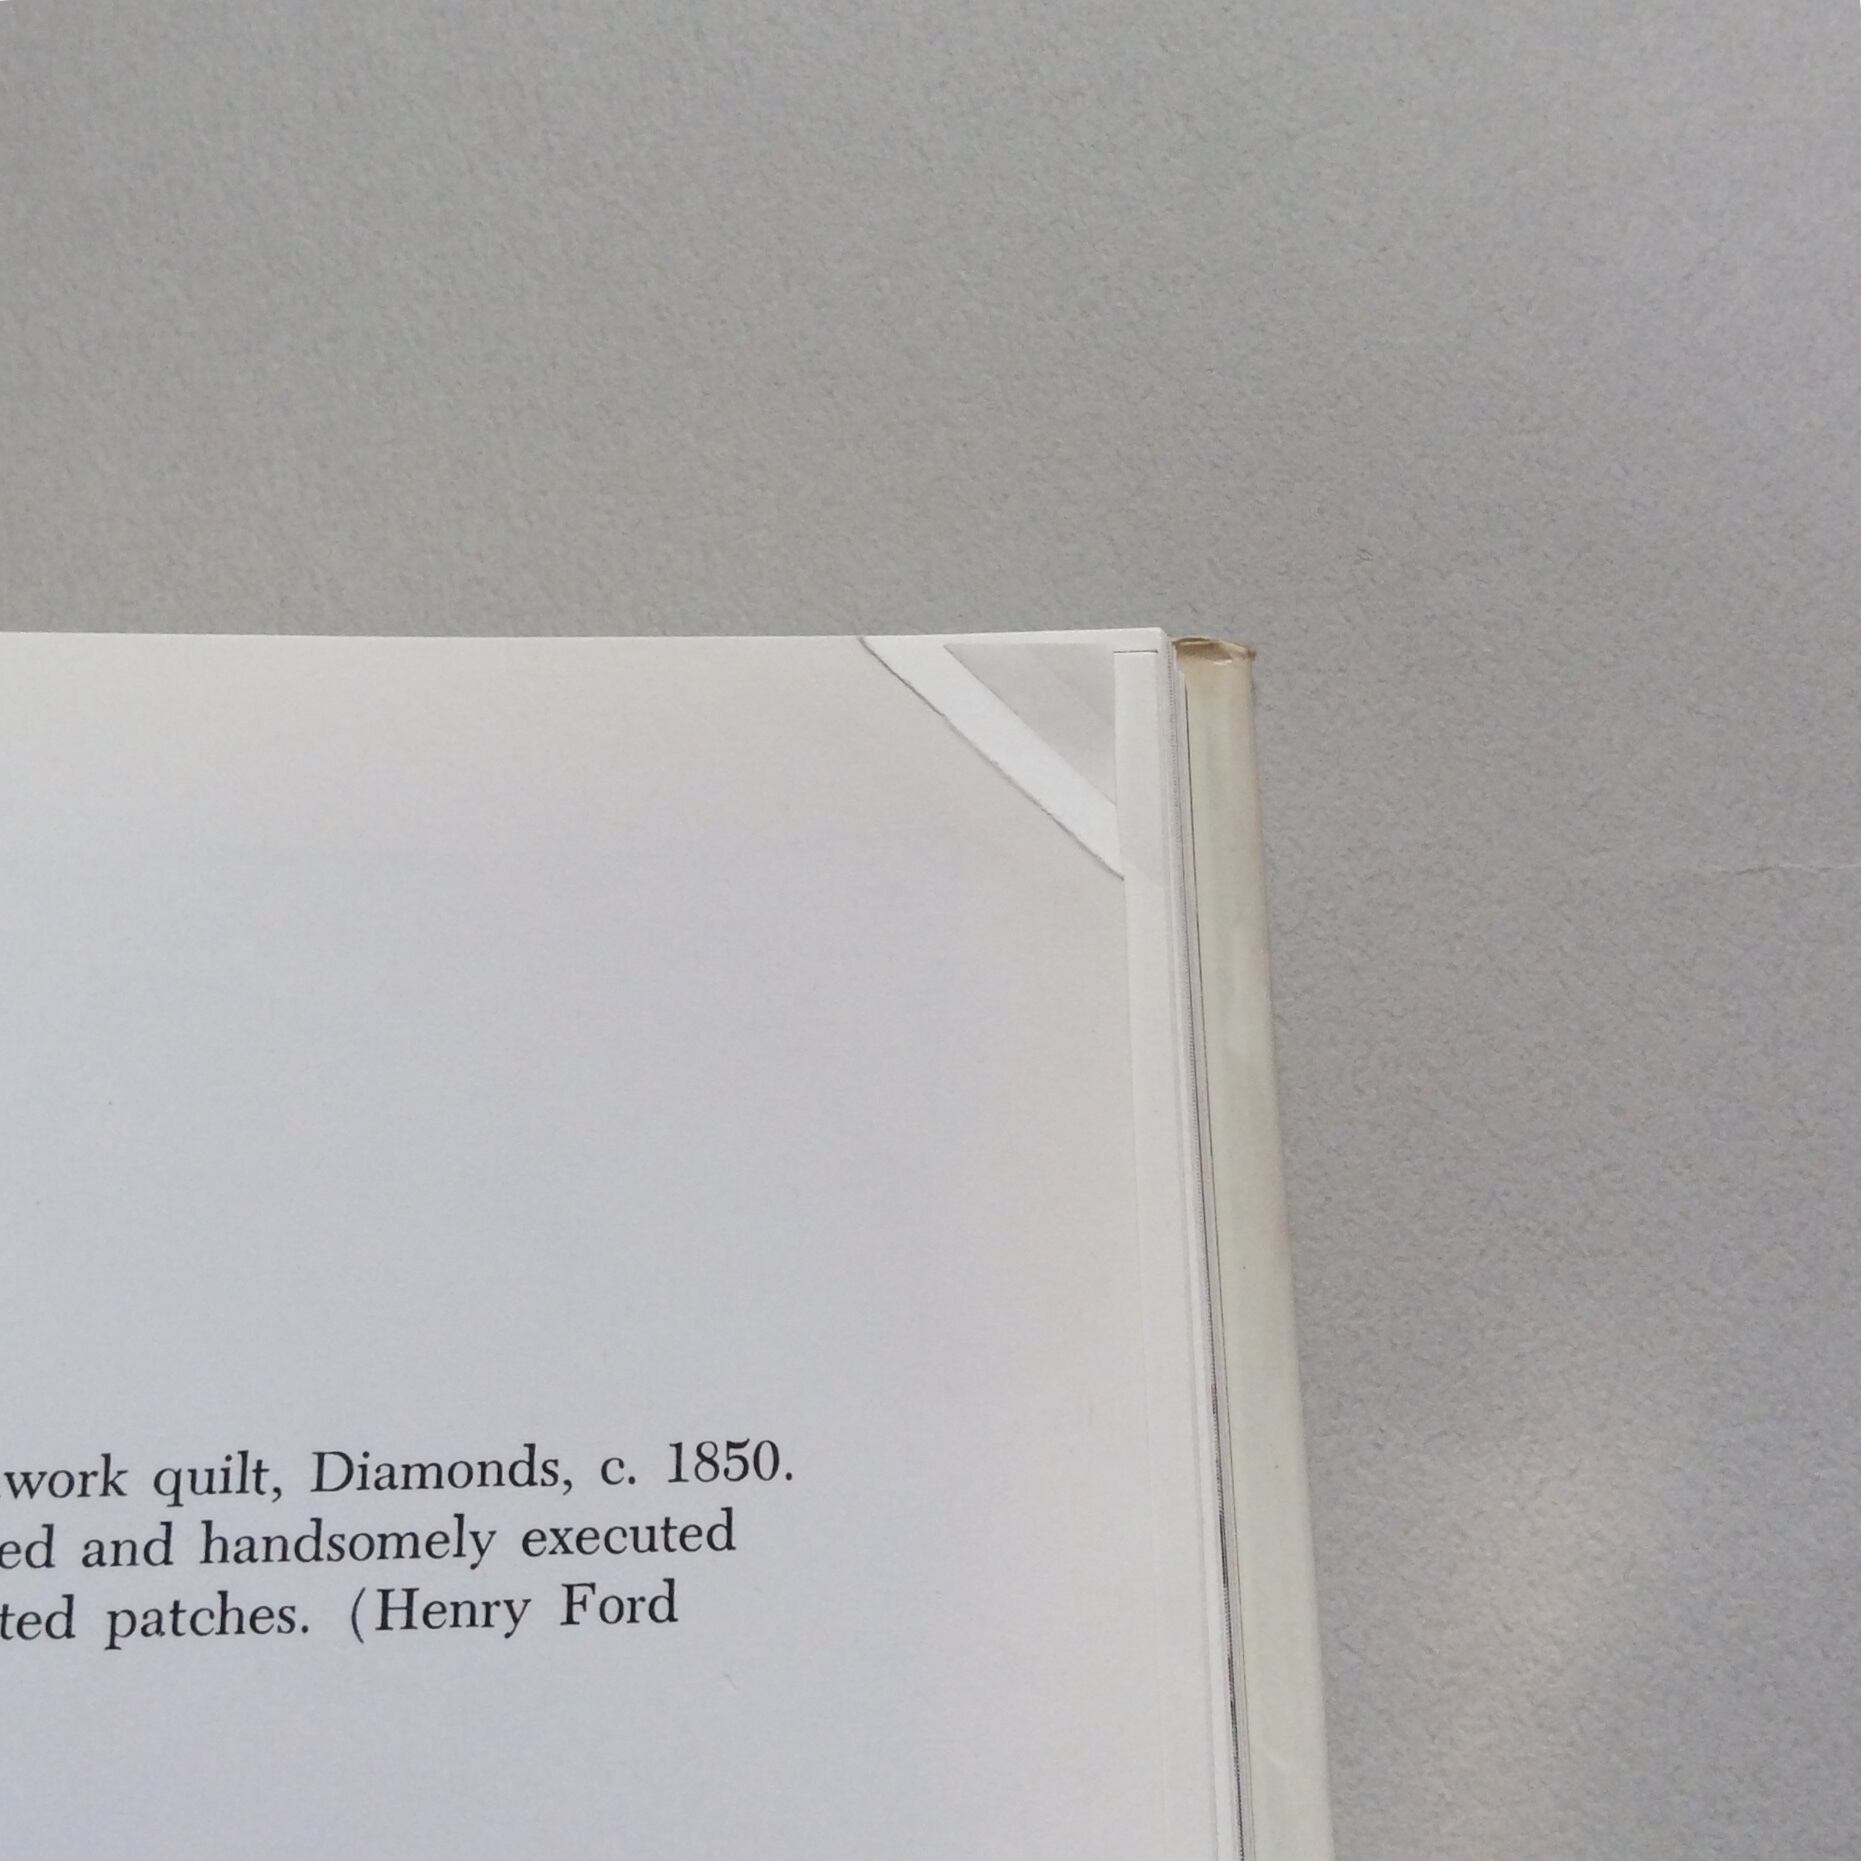 work quilt, Diamonds, c. 1850.
ed and handsomely executed
ted patches. (Henry Ford